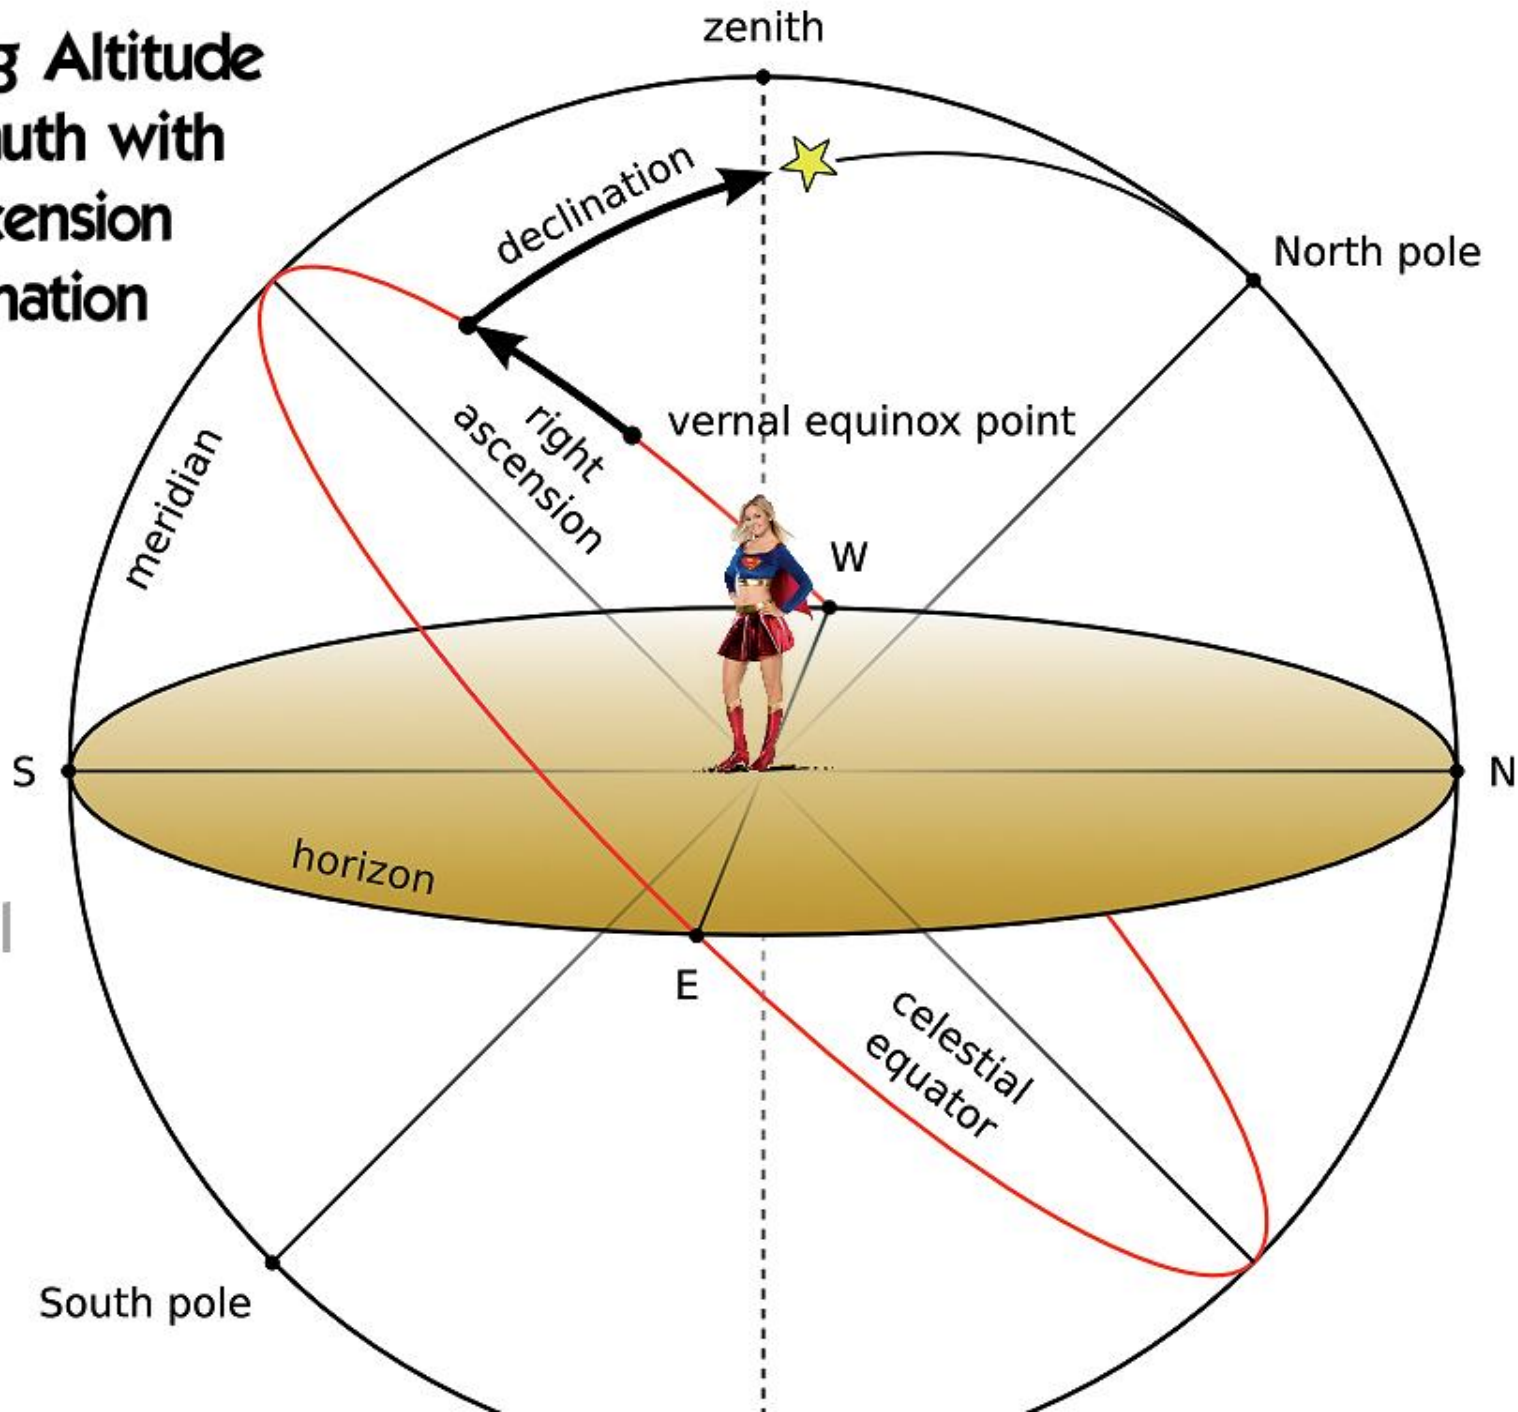 g Altitude
uth with
cension
nation
zenith
declination
North pole
right
ascension
vernal equinox point
meridian
W
S
N
horizon
E
celestial
equator
South pole